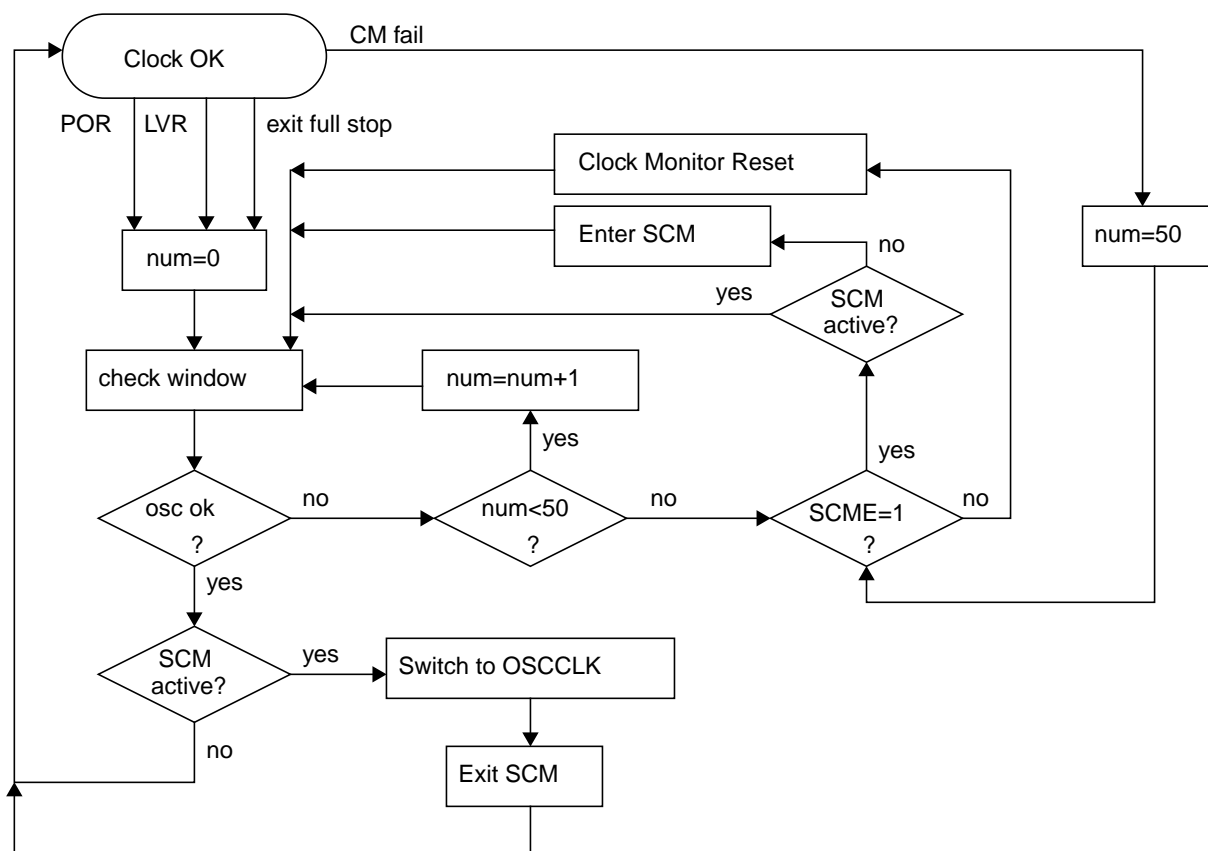 CM fail
Clock OK
POR
LVR
exit full stop
Clock Monitor Reset
Enter SCM
no
num=50
num=0
yes
SCM
active?
check window
num=num+1
yes
yes
osc ok
?
no
num<50
?
no
SCME=1
?
no
yes
SCM
active?
yes
Switch to OSCCLK
no
Exit SCM